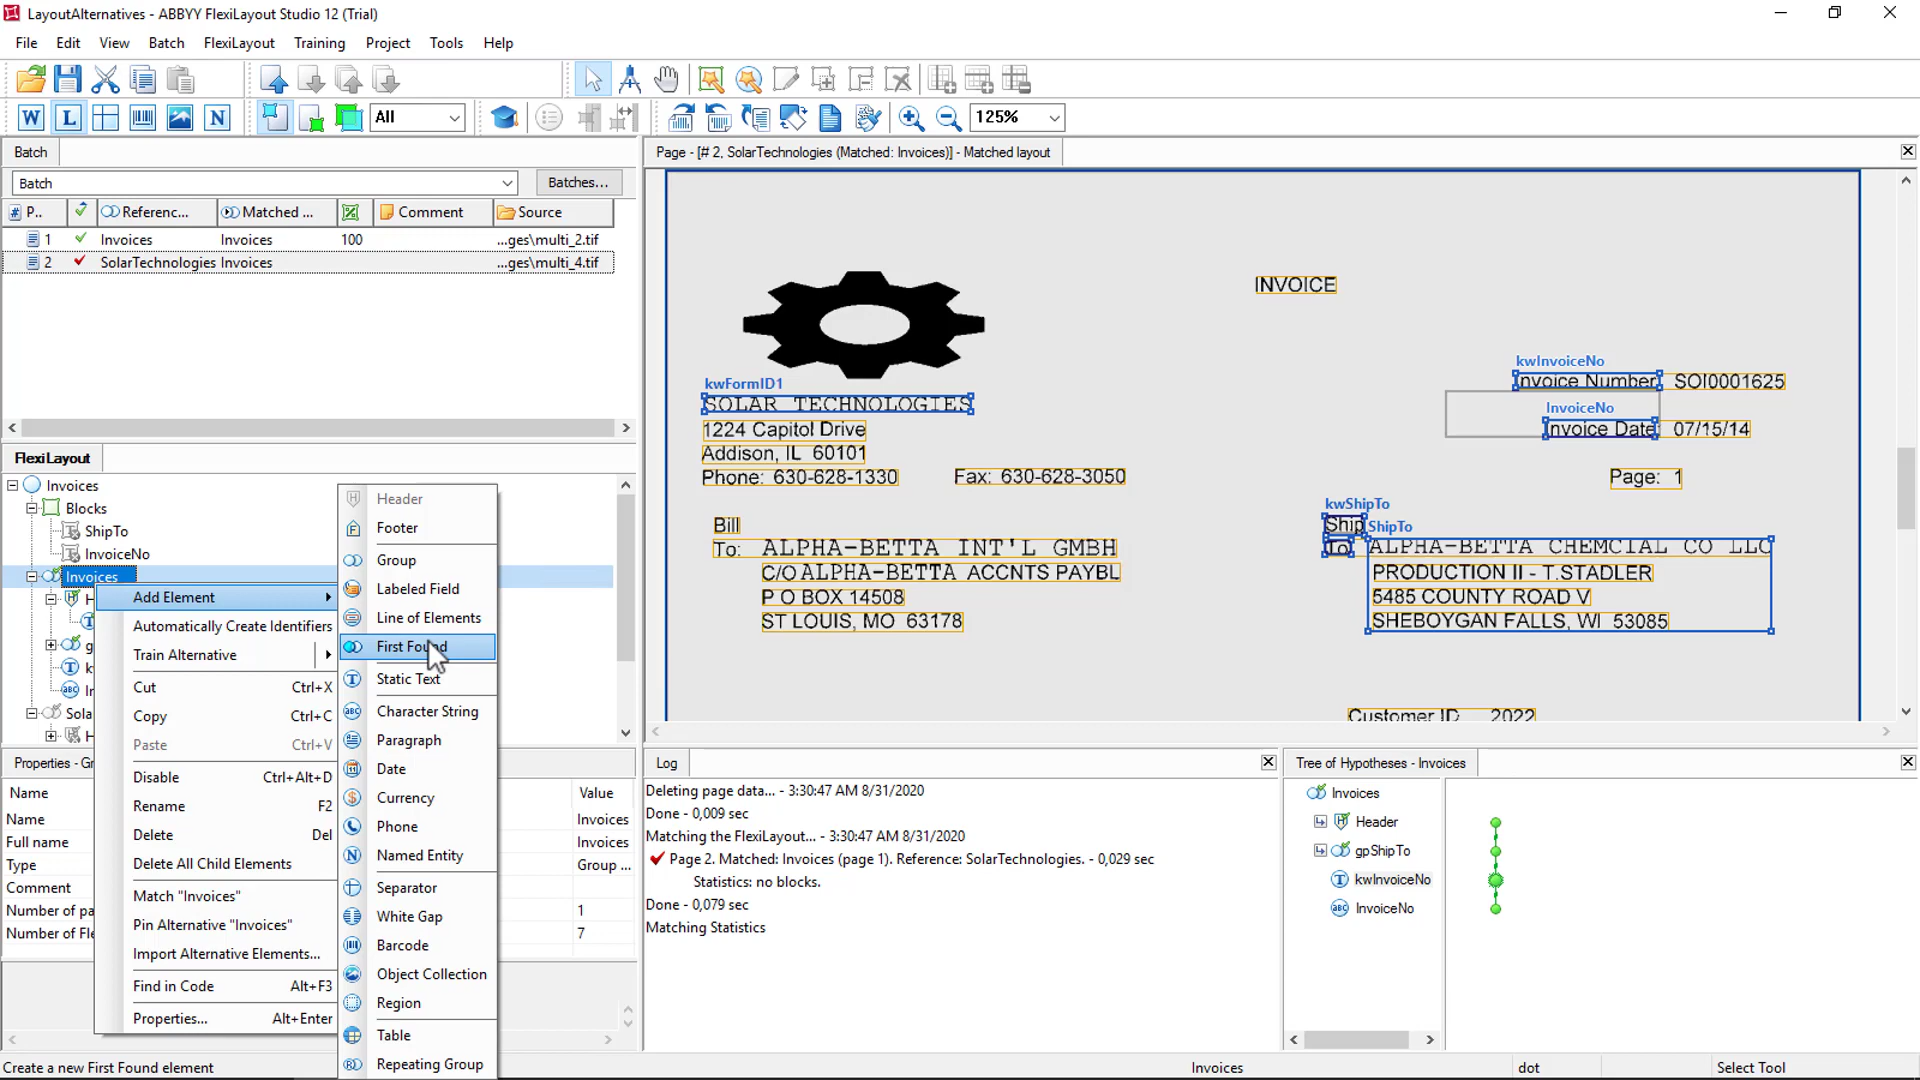 LayoutAlternatives - ABBYY FlexiLayout Studio 12 (Trial)
File Edit View Batch FlexiLayout Training Project Tools Help
W L N All 125%
Batch
Batch Batches...
# P.. Referenc... Matched ... Comment Source
1 Invoices Invoices 100 ...ges\multi_2.tif
2 SolarTechnologies Invoices ...ges\multi_4.tif
FlexiLayout
Invoices
Blocks
ShipTo
InvoiceNo
Invoices
H
g
k
Ir
Sola
H
Add Element
Automatically Create Identifiers
Train Alternative
Cut Ctrl+X
Copy Ctrl+C
Paste Ctrl+V
Disable Ctrl+Alt+D
Rename F2
Delete Del
Delete All Child Elements
Match "Invoices"
Pin Alternative "Invoices"
Import Alternative Elements...
Find in Code Alt+F3
Properties... Alt+Enter
Header
Footer
Group
Labeled Field
Line of Elements
First Found
Static Text
Character String
Paragraph
Date
Currency
Phone
Named Entity
Separator
White Gap
Barcode
Object Collection
Region
Table
Repeating Group
Properties - Gr
Name Value
Name Invoices
Full name Invoices
Type Group ...
Comment
Number of pa 1
Number of Fle 7
Page - [# 2, SolarTechnologies (Matched: Invoices)] - Matched layout
INVOICE
kwInvoiceNo
Invoice Number SOI0001625
kwFormID1
SOLAR TECHNOLOGIES
InvoiceNo
1224 Capitol Drive
Invoice Date: 07/15/14
Addison, IL 60101
Phone: 630-628-1330 Fax: 630-628-3050
Page: 1
kwShipTo
Bill
Ship ShipTo
To: ALPHA-BETTA INT'L GMBH
To ALPHA-BETTA CHEMCIAL CO LLC
C/O ALPHA-BETTA ACCNTS PAYBL
PRODUCTION II - T.STADLER
P O BOX 14508
5485 COUNTY ROAD V
ST LOUIS, MO 63178
SHEBOYGAN FALLS, WI 53085
Customer ID 2022
Log
Deleting page data... - 3:30:47 AM 8/31/2020
Done - 0,009 sec
Matching the FlexiLayout... - 3:30:47 AM 8/31/2020
Page 2. Matched: Invoices (page 1). Reference: SolarTechnologies. - 0,029 sec
Statistics: no blocks.
Done - 0,079 sec
Matching Statistics
Tree of Hypotheses - Invoices
Invoices
Header
gpShipTo
kwInvoiceNo
InvoiceNo
Create a new First Found element Invoices dot Select Tool